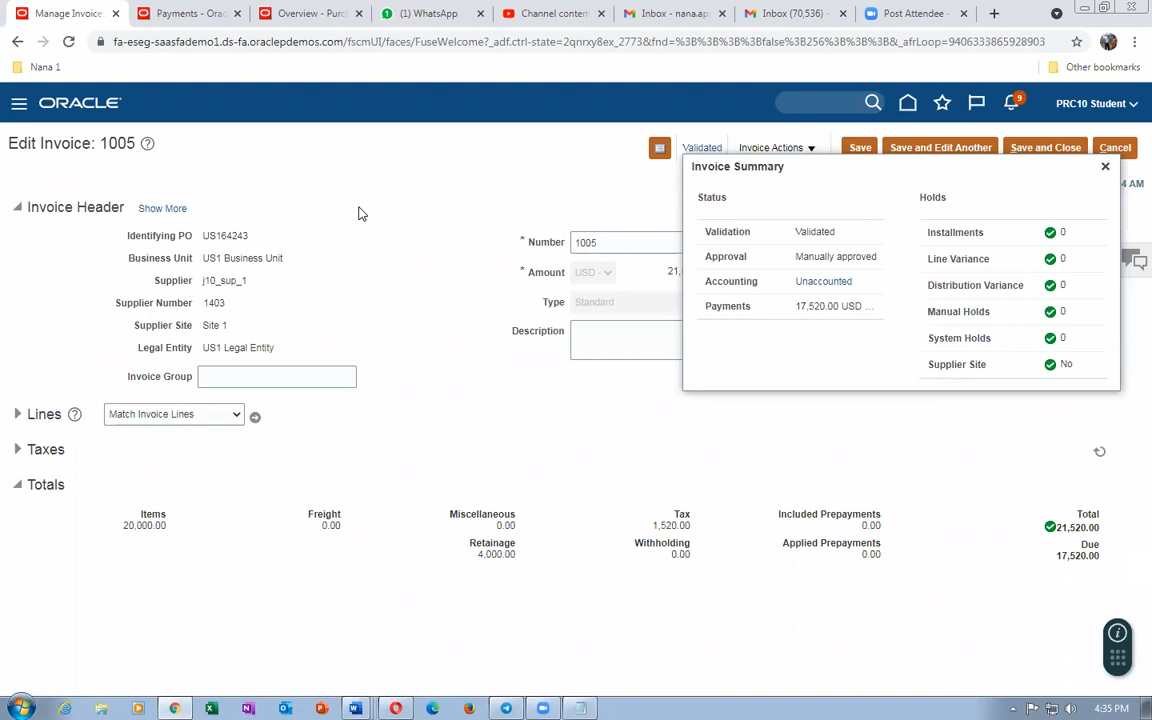 Manage Invoices
Payments - Orac
Overview - Purc
(1) WhatsApp
Channel content
Inbox - nana.ap
Inbox (70,536) -
Post Attendee -
fa-eseg-saasfademo1.ds-fa.oraclepdemos.com/fscmUI/faces/FuseWelcome?_adf.ctrl-state=2qnrxy8ex_2773&fnd=%3B%3B%3B%3Bfalse%3B256%3B%3B%3B&_afrLoop=9406333865928903
Nana 1
Other bookmarks
ORACLE
9
PRC10 Student
Edit Invoice: 1005
Validated
Invoice Actions
Save
Save and Edit Another
Save and Close
Cancel
Invoice Summary
4 AM
Status
Holds
Validation Validated
Approval Manually approved
Accounting Unaccounted
Payments 17,520.00 USD ...
Installments 0
Line Variance 0
Distribution Variance 0
Manual Holds 0
System Holds 0
Supplier Site No
Invoice Header Show More
Identifying PO US164243
Business Unit US1 Business Unit
Supplier j10_sup_1
Supplier Number 1403
Supplier Site Site 1
Legal Entity US1 Legal Entity
Invoice Group
* Number 1005
* Amount USD - 21,5
Type Standard
Description
Lines Match Invoice Lines
Taxes
Totals
Items
20,000.00
Freight
0.00
Miscellaneous
0.00
Tax
1,520.00
Included Prepayments
0.00
Total
21,520.00
Retainage
4,000.00
Withholding
0.00
Applied Prepayments
0.00
Due
17,520.00
4:35 PM